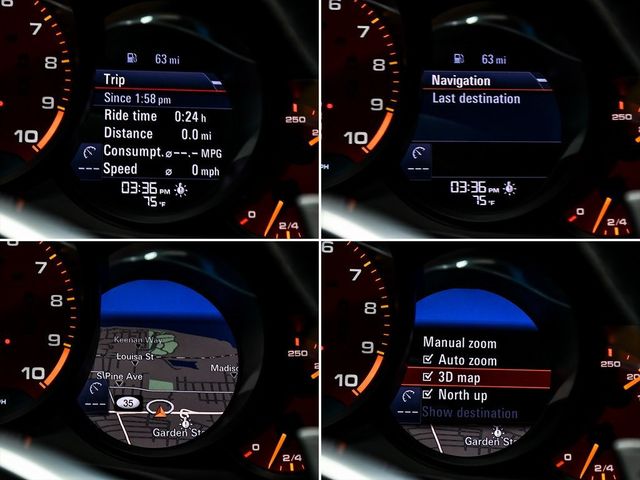 6
7
8
9
10
63 mi
Trip
Since 1:58 pm
Ride time 0:24 h
Distance 0.0 mi
Consumpt. ø --.- MPG
Speed ø 0 mph
---
03:36 PM
75 °F
250
0
2/4
6
7
8
9
10
PH
63 mi
Navigation
Last destination
---
03:36 PM
75 °F
250
0
2/4
7
8
9
10
PH
Keenan Way
Louisa St
S Pine Ave
Madiso
35
Garden St
---
250
0
2/4
7
8
9
10
PH
Manual zoom
Auto zoom
3D map
North up
Show destination
Garden St
---
250
0
2/4